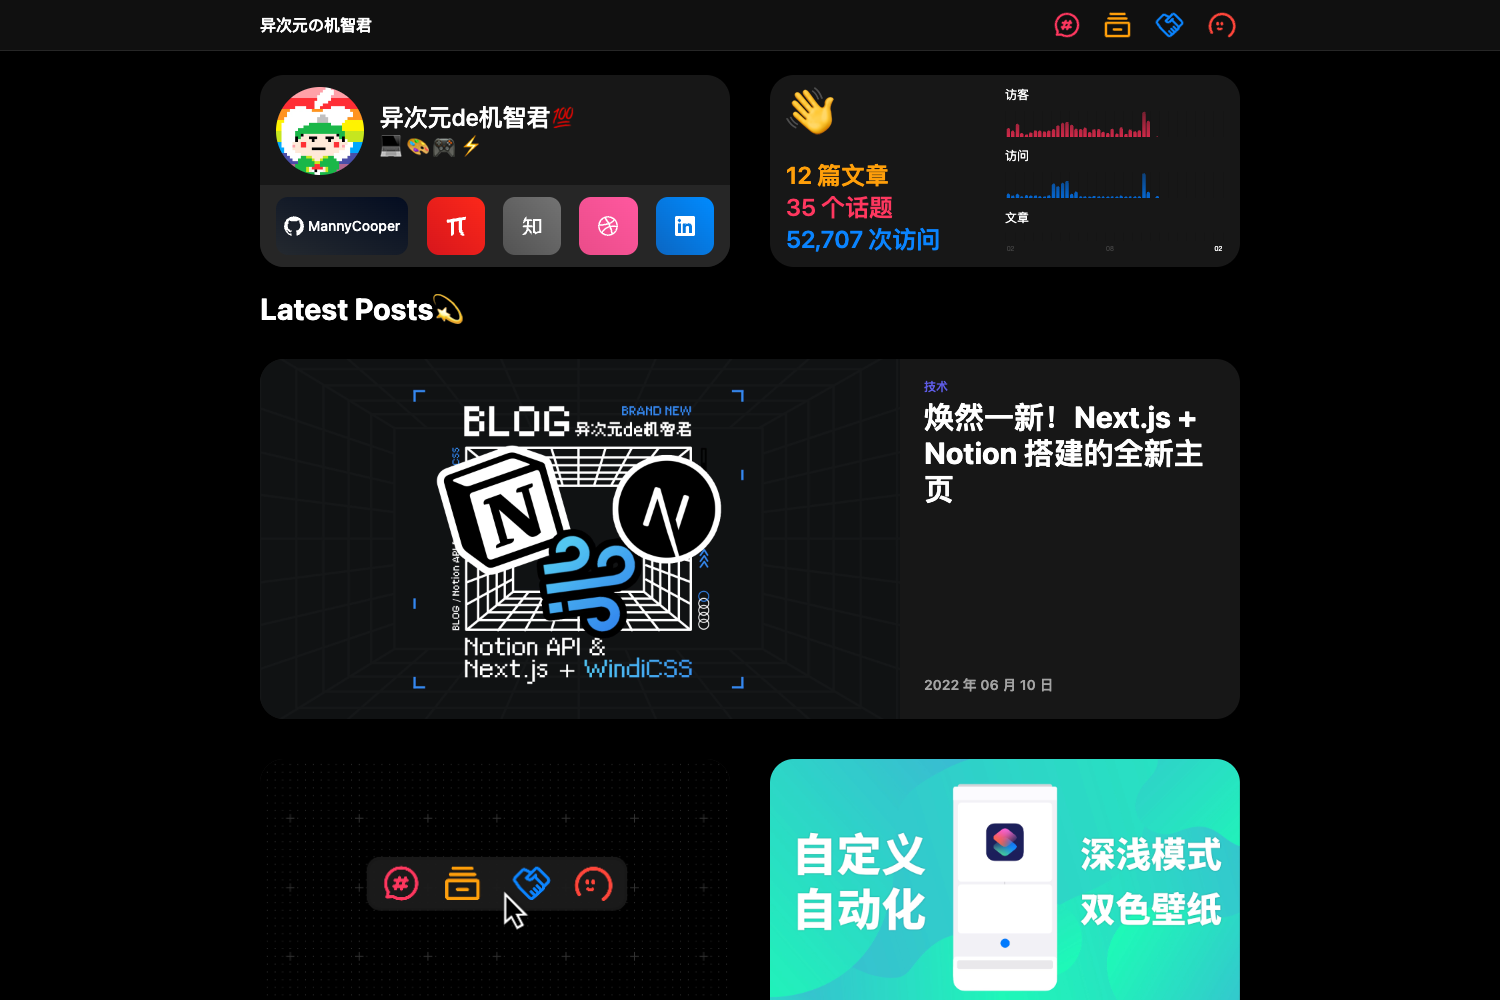 异次元の机智君
异次元de机智君💯
💻 🎨 🎮 ⚡
MannyCooper
知
in
12 篇文章
35 个话题
52,707 次访问
访客
访问
文章
02
02
Latest Posts💫
BLOG
BRAND NEW
异次元de机智君
BLOG / Notion API
CSS
Notion API &
Next.js + WindiCSS
技术
焕然一新！Next.js +
Notion 搭建的全新主
页
2022 年 06 月 10 日
自定义
自动化
深浅模式
双色壁纸